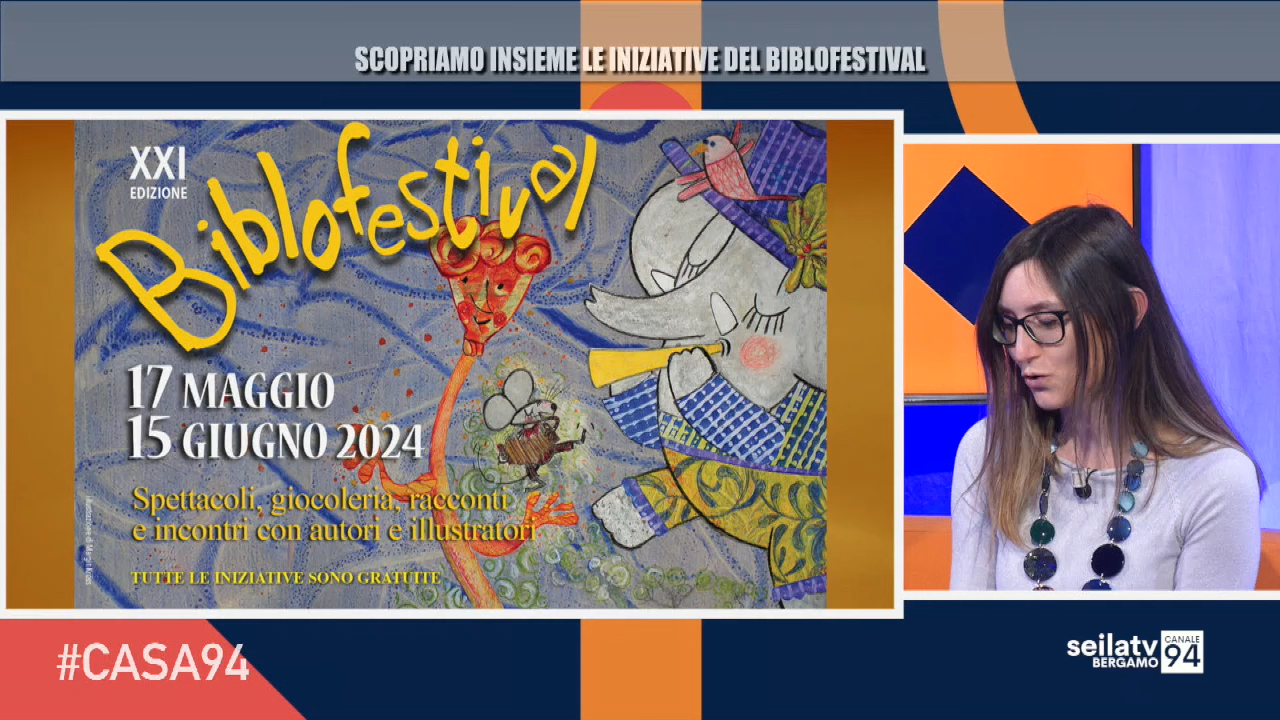 SCOPRIAMO INSIEME LE INIZIATIVE DEL BIBLOFESTIVAL
XXI
EDIZIONE
Biblofestival
17 MAGGIO
15 GIUGNO 2024
Spettacoli, giocoleria, racconti
e incontri con autori e illustratori
TUTTE LE INIZIATIVE SONO GRATUITE
#CASA94
seilatv
BERGAMO
CANALE
94